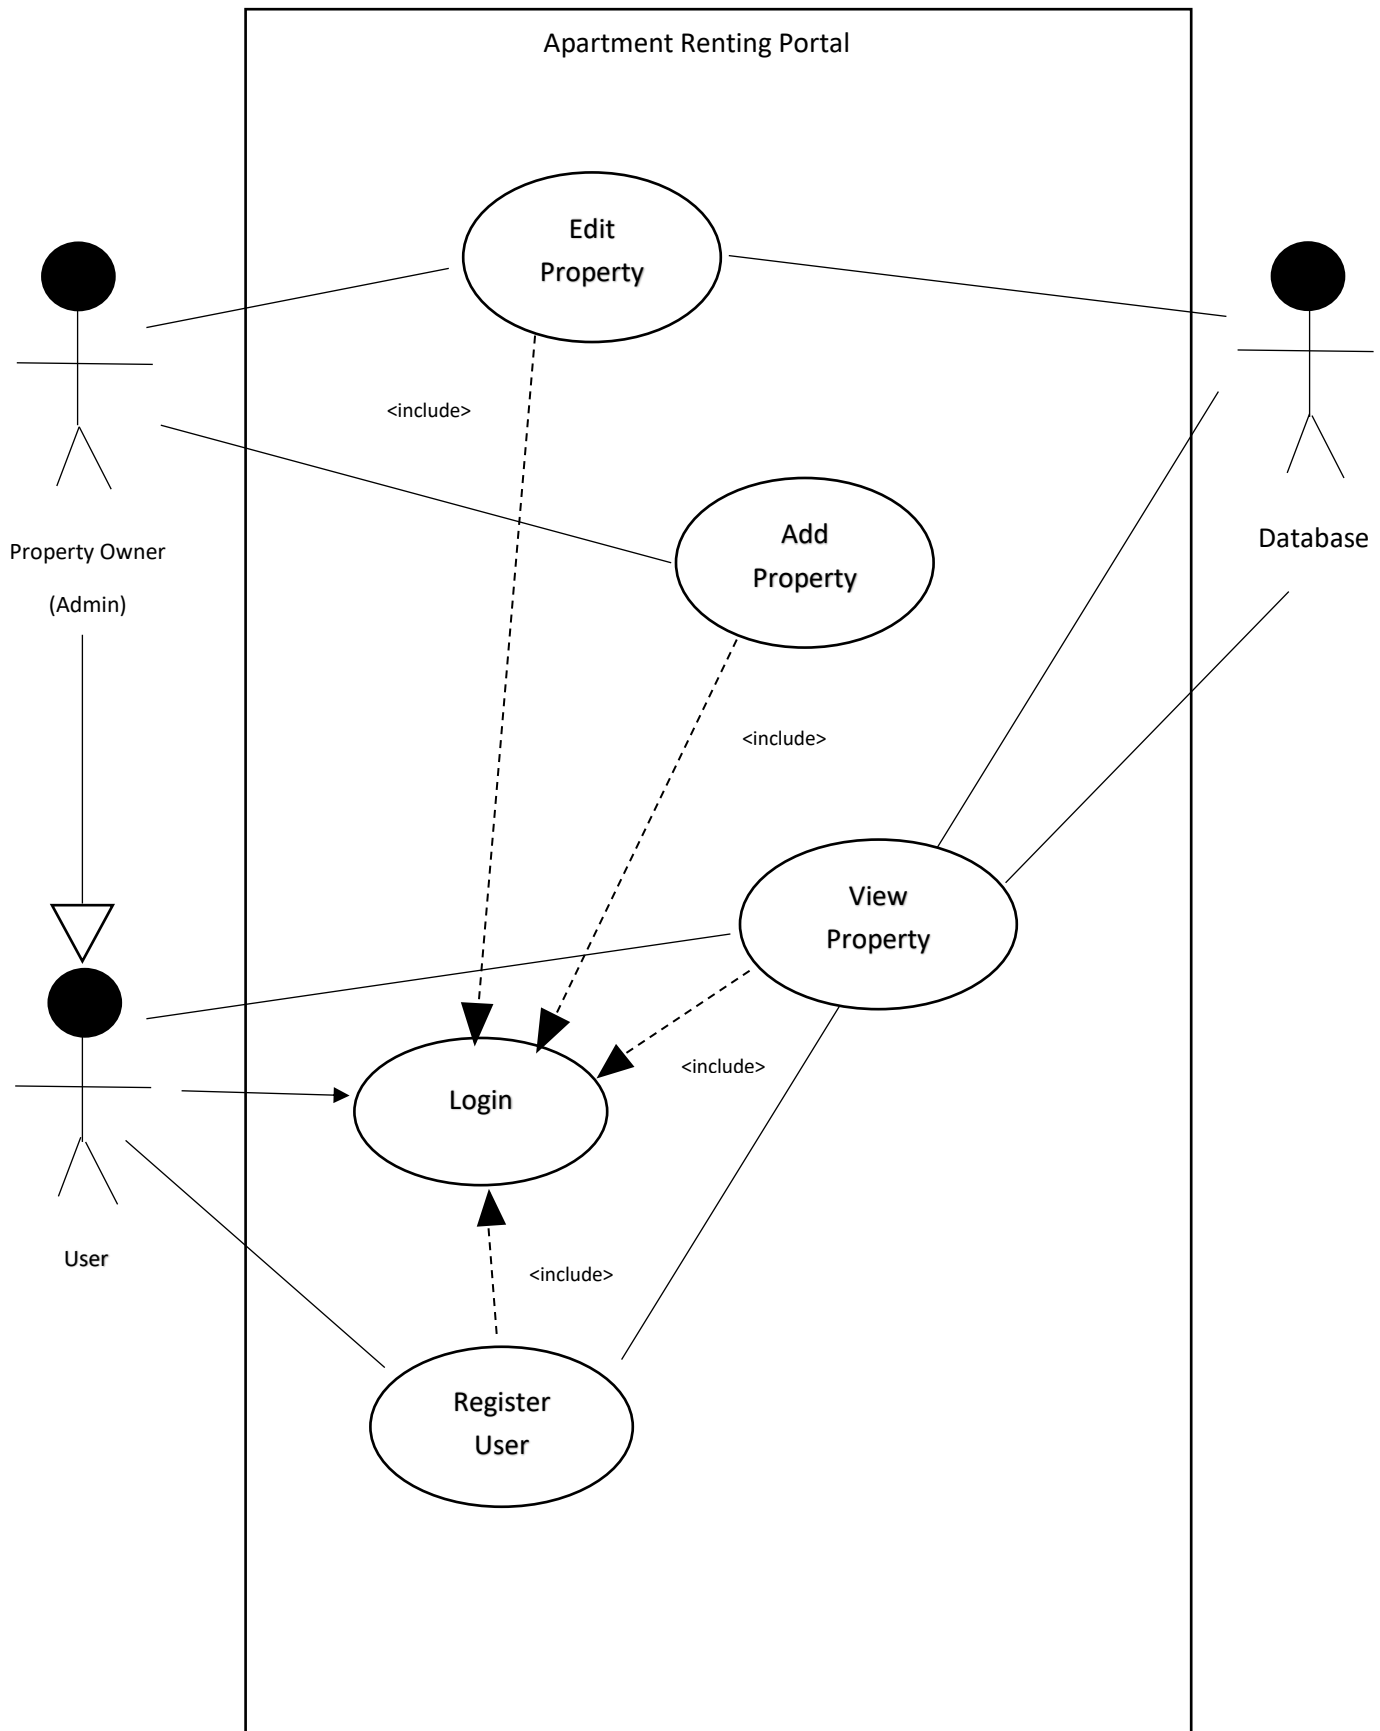 Apartment Renting Portal
Edit
Property
<include>
Add
Property
Property Owner
(Admin)
Database
<include>
View
Property
<include>
Login
User
<include>
Register
User